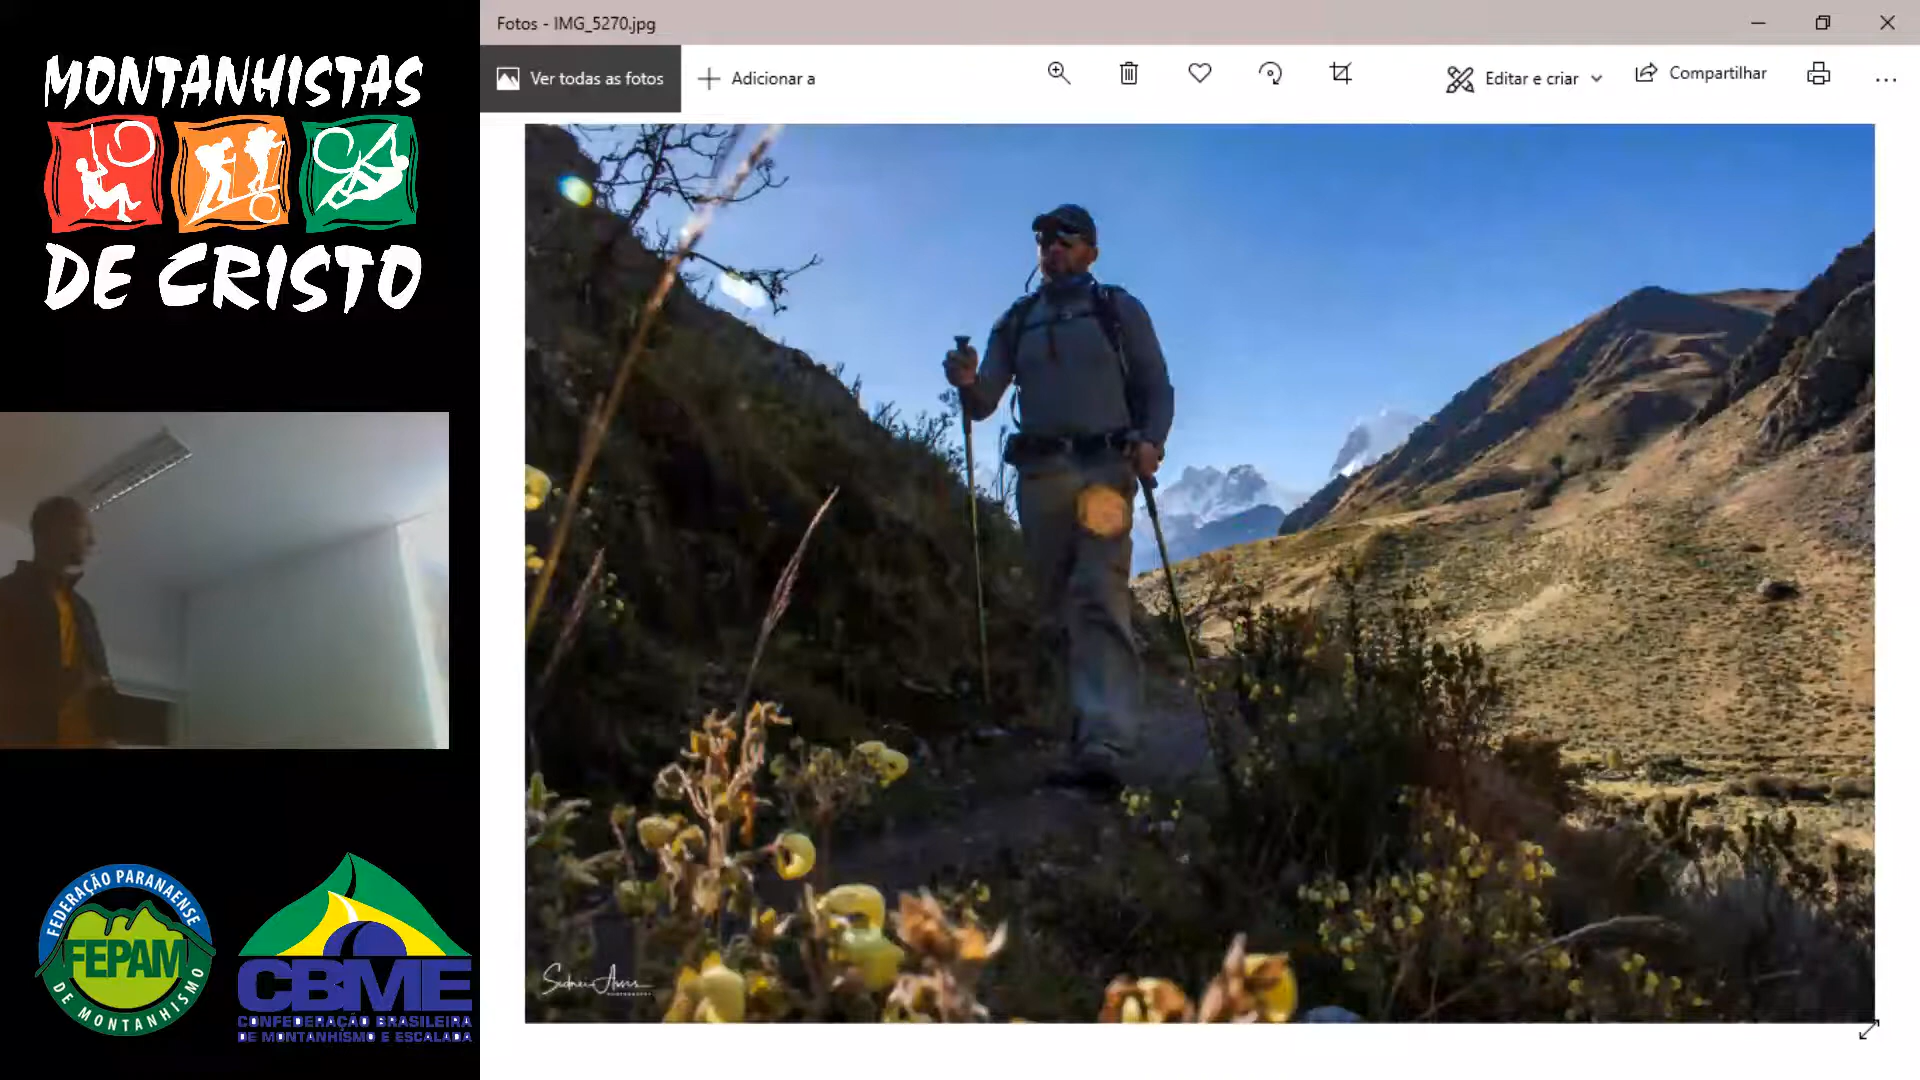 MONTANHISTAS
DE CRISTO
FEDERAÇÃO PARANAENSE
FEPAM
DE MONTANHISMO
CBME
CONFEDERAÇÃO BRASILEIRA
DE MONTANHISMO E ESCALADA
Fotos - IMG_5270.jpg
Ver todas as fotos
Adicionar a
Editar e criar
Compartilhar